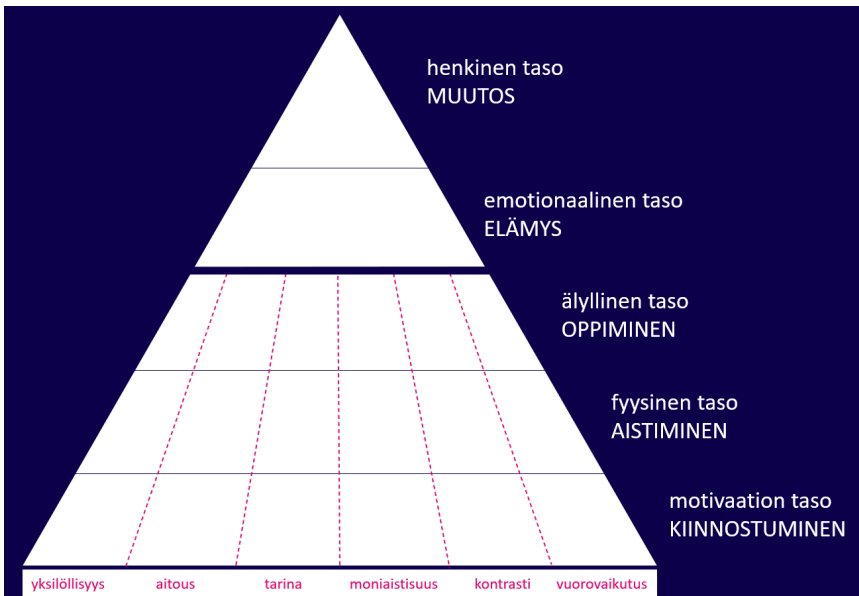 henkinen taso
MUUTOS
emotionaalinen taso
ELÄMYS
älyllinen taso
OPPIMINEN
fyysinen taso
AISTIMINEN
motivaation taso
KIINNOSTUMINEN
yksilöllisyys aitous tarina moniaistisuus kontrasti vuorovaikutus